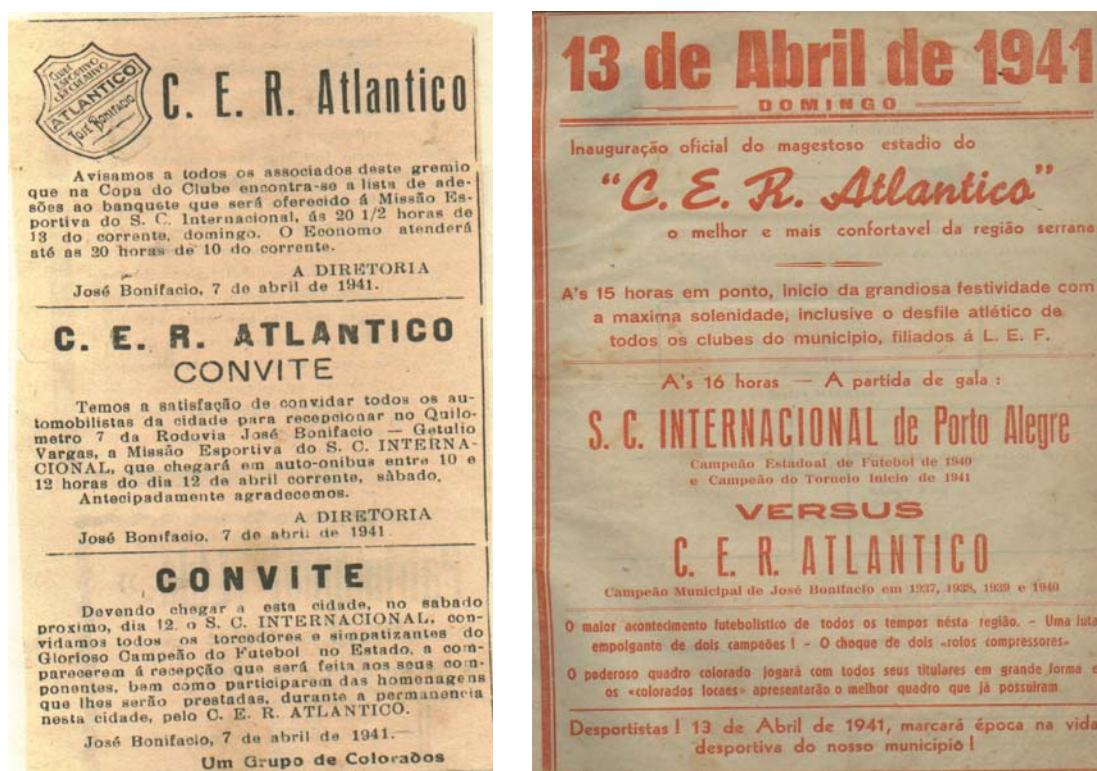 CLUBE
ESPORTIVO
E RECREATIVO
ATLANTICO
JOSÉ BONIFACIO
C. E. R. Atlantico
Avisamos a todos os associados deste gremio
que na Copa do Clube encontra-se a lista de ade-
sões ao banquete que será oferecido á Missão Es-
portiva do S. C. Internacional, ás 20 1/2 horas de
13 do corrente, domingo. O Economo atenderá
até as 20 horas de 10 do corrente.
A DIRETORIA
José Bonifacio, 7 de abril de 1941.
C. E. R. ATLANTICO
CONVITE
Temos a satisfação de convidar todos os au-
tomobilistas da cidade para recepcionar no Quilo-
metro 7 da Rodovia José Bonifacio — Getulio
Vargas, a Missão Esportiva do S. C. INTERNA-
CIONAL, que chegará em auto-onibus entre 10 e
12 horas do dia 12 de abril corrente, sàbado.
Antecipadamente agradecemos.
A DIRETORIA
José Bonifacio, 7 de abril de 1941.
CONVITE
Devendo chegar a esta cidade, no sabado
proximo, dia 12, o S. C. INTERNACIONAL, con-
vidamos todos os torcedores e simpatizantes do
Glorioso Campeão do Futebol no Estado, a com-
parecerem á recepção que será feita aos seus com-
ponentes, bem como participarem das homenagens
que lhes serão prestadas, durante a permanencia
nesta cidade, pelo C. E. R. ATLANTICO.
José Bonifacio, 7 de abril de 1941.
Um Grupo de Colorados
13 de Abril de 1941
DOMINGO
Inauguração oficial do magestoso estadio do
"C. E. R. Atlantico"
o melhor e mais confortavel da região serrana
A's 15 horas em ponto, inicio da grandiosa festividade com
a maxima solenidade, inclusive o desfile atlético de
todos os clubes do municipio, filiados á L. E. F.
A's 16 horas — A partida de gala :
S. C. INTERNACIONAL de Porto Alegre
Campeão Estadoal de Futebol de 1940
e Campeão do Torneio Inicio de 1941
VERSUS
C. E. R. ATLANTICO
Campeão Municipal de José Bonifacio em 1937, 1938, 1939 e 1940
O maior acontecimento futebolistico de todos os tempos nésta região. - Uma luta
empolgante de dois campeões ! - O choque de dois «rolos compressores»
O poderoso quadro colorado jogará com todos seus titulares em grande forma e
os «colorados locaes» apresentarão o melhor quadro que já possuiram
Desportistas ! 13 de Abril de 1941, marcará época na vida
desportiva do nosso municipio !